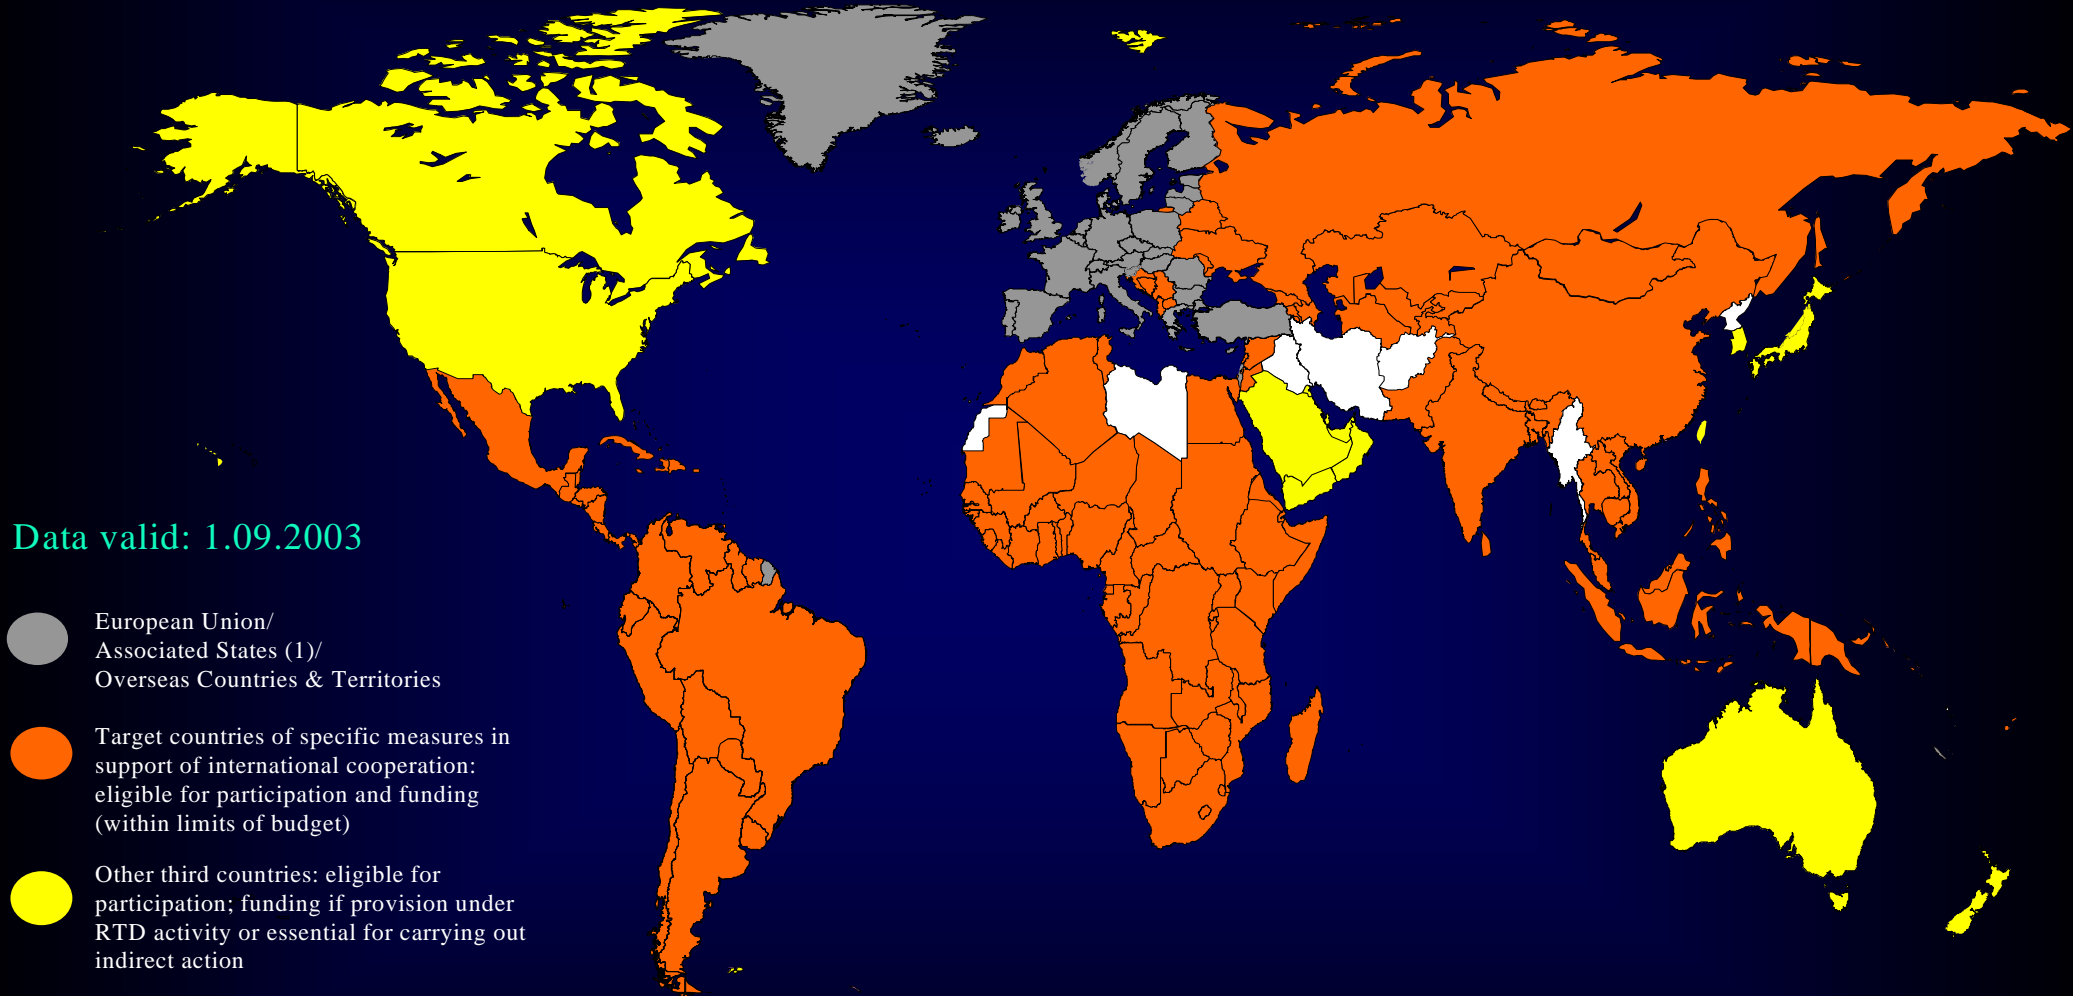 Data valid: 1.09.2003
European Union/
Associated States (1)/
Overseas Countries & Territories
Target countries of specific measures in
support of international cooperation:
eligible for participation and funding
(within limits of budget)
Other third countries: eligible for
participation; funding if provision under
RTD activity or essential for carrying out
indirect action